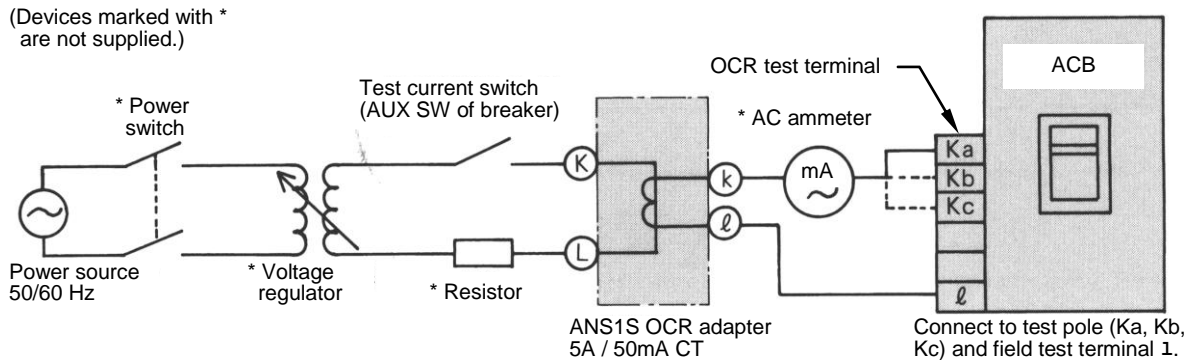 (Devices marked with *
are not supplied.)
* Power
switch
Test current switch
(AUX SW of breaker)
OCR test terminal
ACB
* AC ammeter
K
k
mA
Ka
Kb
Kc
ℓ
L
ℓ
Power source
50/60 Hz
* Voltage
regulator
* Resistor
ANS1S OCR adapter
5A / 50mA CT
Connect to test pole (Ka, Kb,
Kc) and field test terminal 1.